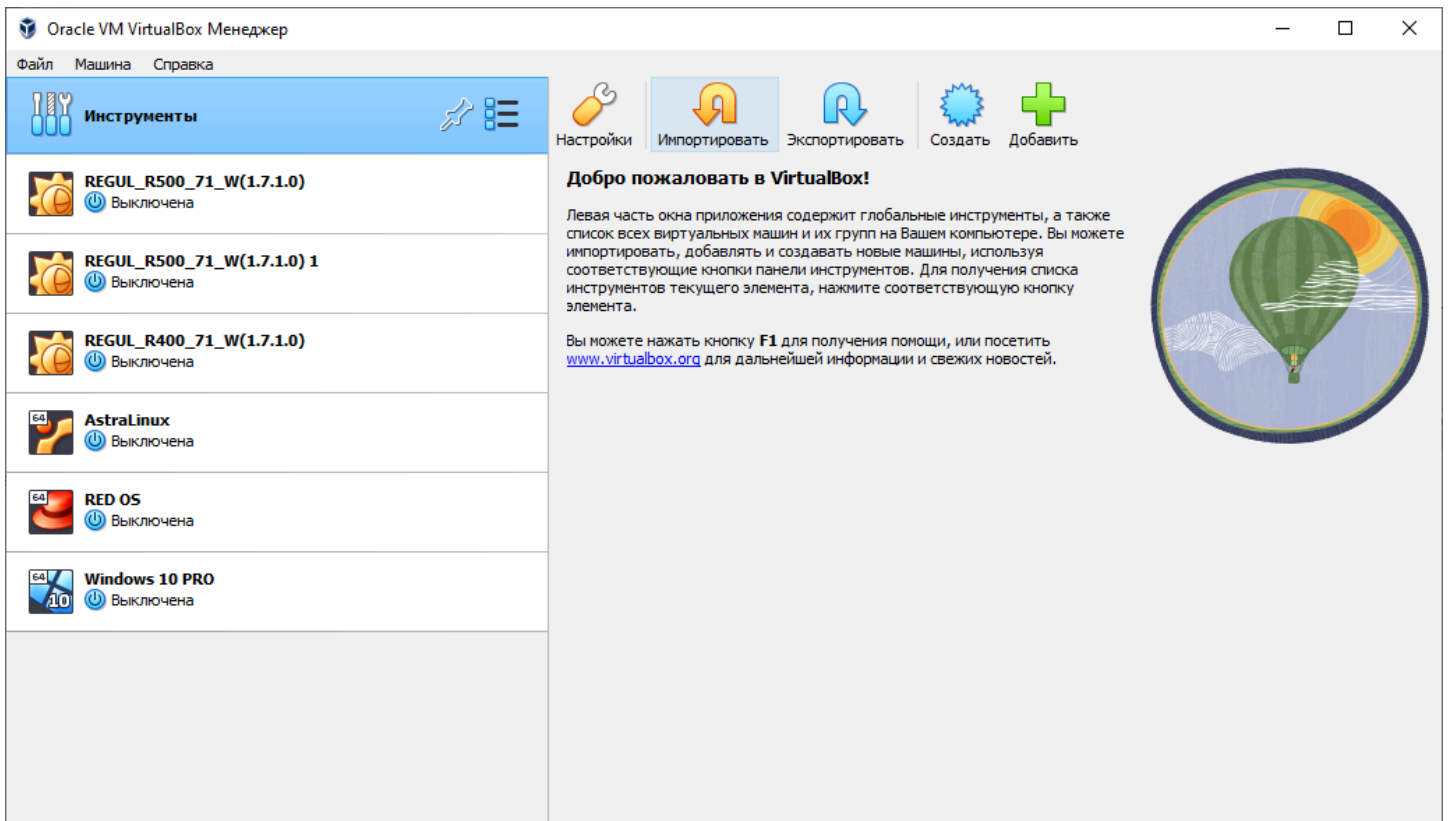 Oracle VM VirtualBox Менеджер
Файл Машина Справка
Инструменты
Настройки Импортировать Экспортировать Создать Добавить
REGUL_R500_71_W(1.7.1.0)
Выключена
REGUL_R500_71_W(1.7.1.0) 1
Выключена
REGUL_R400_71_W(1.7.1.0)
Выключена
64
AstraLinux
Выключена
64
RED OS
Выключена
64
10
Windows 10 PRO
Выключена
Добро пожаловать в VirtualBox!
Левая часть окна приложения содержит глобальные инструменты, а также
список всех виртуальных машин и их групп на Вашем компьютере. Вы можете
импортировать, добавлять и создавать новые машины, используя
соответствующие кнопки панели инструментов. Для получения списка
инструментов текущего элемента, нажмите соответствующую кнопку
элемента.
Вы можете нажать кнопку F1 для получения помощи, или посетить
www.virtualbox.org для дальнейшей информации и свежих новостей.